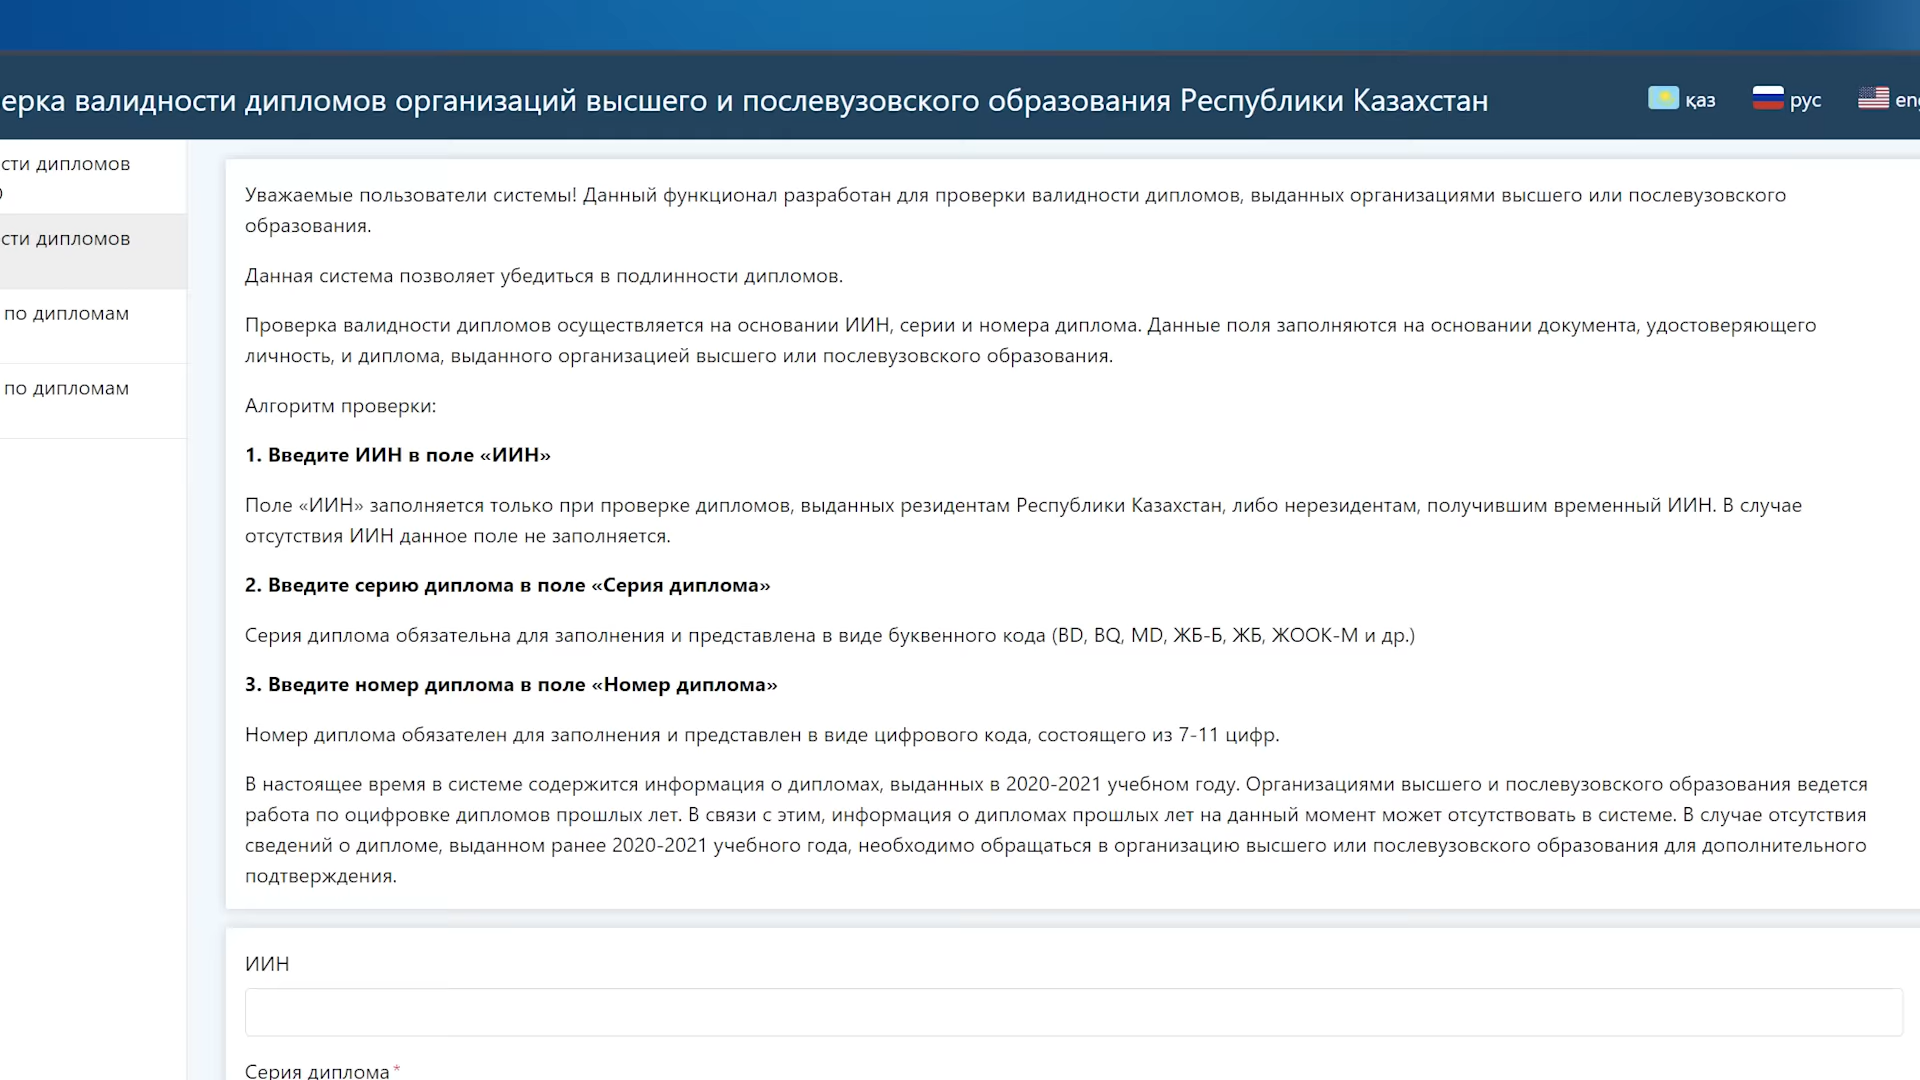 ерка валидности дипломов организаций высшего и послевузовского образования Республики Казахстан
қаз
рус
en
сти дипломов
сти дипломов
по дипломам
по дипломам
Уважаемые пользователи системы! Данный функционал разработан для проверки валидности дипломов, выданных организациями высшего или послевузовского
образования.
Данная система позволяет убедиться в подлинности дипломов.
Проверка валидности дипломов осуществляется на основании ИИН, серии и номера диплома. Данные поля заполняются на основании документа, удостоверяющего
личность, и диплома, выданного организацией высшего или послевузовского образования.
Алгоритм проверки:
1. Введите ИИН в поле «ИИН»
Поле «ИИН» заполняется только при проверке дипломов, выданных резидентам Республики Казахстан, либо нерезидентам, получившим временный ИИН. В случае
отсутствия ИИН данное поле не заполняется.
2. Введите серию диплома в поле «Серия диплома»
Серия диплома обязательна для заполнения и представлена в виде буквенного кода (BD, BQ, MD, ЖБ-Б, ЖБ, ЖООК-М и др.)
3. Введите номер диплома в поле «Номер диплома»
Номер диплома обязателен для заполнения и представлен в виде цифрового кода, состоящего из 7-11 цифр.
В настоящее время в системе содержится информация о дипломах, выданных в 2020-2021 учебном году. Организациями высшего и послевузовского образования ведется
работа по оцифровке дипломов прошлых лет. В связи с этим, информация о дипломах прошлых лет на данный момент может отсутствовать в системе. В случае отсутствия
сведений о дипломе, выданном ранее 2020-2021 учебного года, необходимо обращаться в организацию высшего или послевузовского образования для дополнительного
подтверждения.
ИИН
Серия диплома*